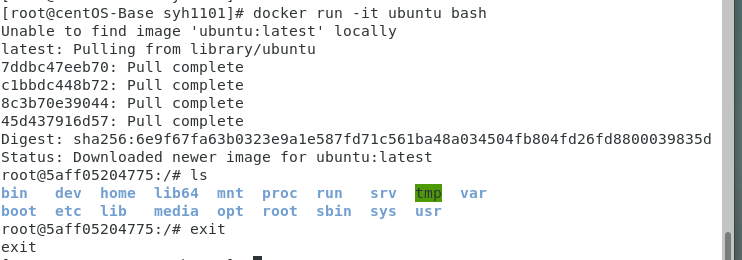 [root@centOS-Base syh1101]# docker run -it ubuntu bash
Unable to find image 'ubuntu:latest' locally
latest: Pulling from library/ubuntu
7ddbc47eeb70: Pull complete
c1bbdc448b72: Pull complete
8c3b70e39044: Pull complete
45d437916d57: Pull complete
Digest: sha256:6e9f67fa63b0323e9a1e587fd71c561ba48a034504fb804fd26fd8800039835d
Status: Downloaded newer image for ubuntu:latest
root@5aff05204775:/# ls
bin dev home lib64 mnt proc run srv tmp var
boot etc lib media opt root sbin sys usr
root@5aff05204775:/# exit
exit